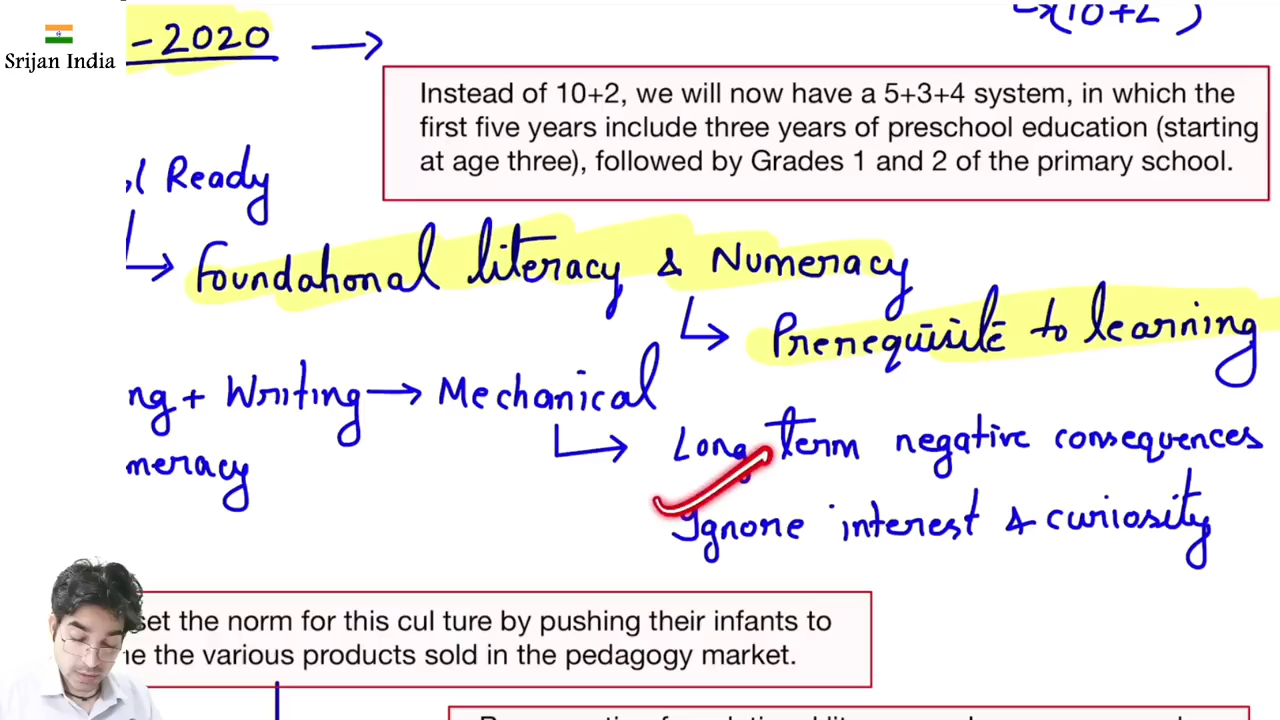 -x(10+2)
-2020 →
Srijan India
Instead of 10+2, we will now have a 5+3+4 system, in which the
first five years include three years of preschool education (starting
at age three), followed by Grades 1 and 2 of the primary school.
Ready
Foundational literacy & Numeracy
Prerequisite to learning
ng + Writing → Mechanical
Long term negative consequences
meracy
Ignore interest & curiosity
set the norm for this cul ture by pushing their infants to
the various products sold in the pedagogy market.